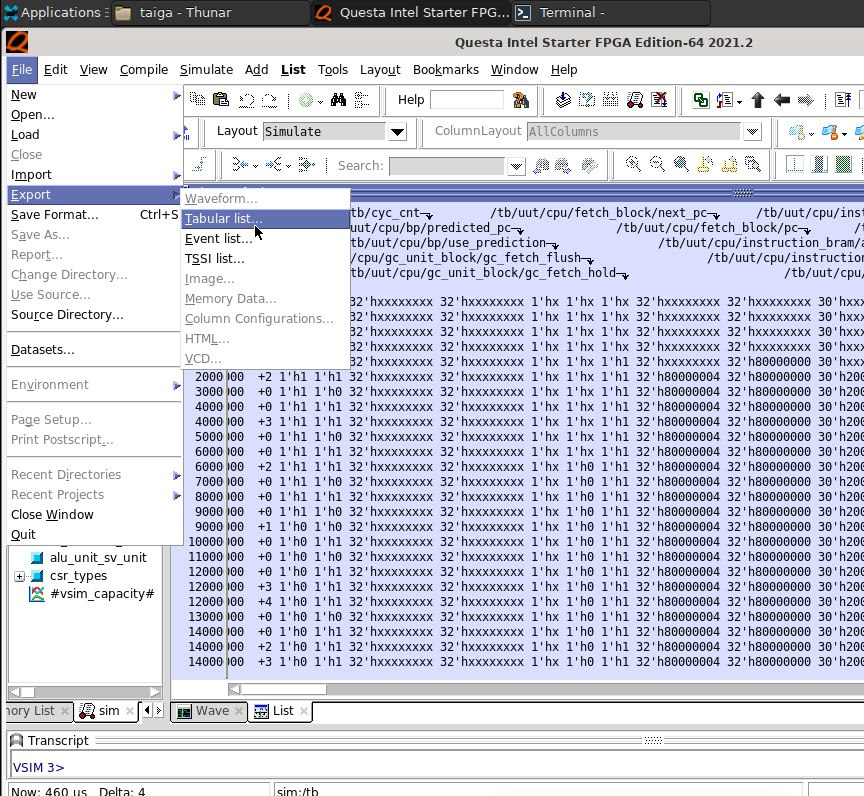 Applications
taiga - Thunar
Questa Intel Starter FPG...
Terminal -
Questa Intel Starter FPGA Edition-64 2021.2
File Edit View Compile Simulate Add List Tools Layout Bookmarks Window Help
New
Open...
Load
Close
Import
Export
Save Format... Ctrl+S
Save As...
Report...
Change Directory...
Use Source...
Source Directory...
Datasets...
Environment
Page Setup...
Print Postscript...
Recent Directories
Recent Projects
Close Window
Quit
Waveform...
Tabular list...
Event list...
TSSI list...
Image...
Memory Data...
Column Configurations...
HTML...
VCD...
Help
Layout Simulate ColumnLayout AllColumns
Search:
tb/cyc_cnt /tb/uut/cpu/fetch_block/next_pc /tb/uut/cpu/inst
tb/uut/cpu/bp/predicted_pc /tb/uut/cpu/fetch_block/pc
tb/uut/cpu/bp/use_prediction /tb/uut/cpu/instruction_bram/a
cpu/gc_unit_block/gc_fetch_flush /tb/uut/cpu/instruction
cpu/gc_unit_block/gc_fetch_hold /tb/uut/cpu
32'hxxxxxxxx 32'hxxxxxxxx 1'hx 1'hx 1'hx 32'hxxxxxxxx 32'hxxxxxxxx 30'hxxx
32'hxxxxxxxx 32'hxxxxxxxx 1'hx 1'hx 1'hx 32'hxxxxxxxx 32'hxxxxxxxx 30'hxxx
32'hxxxxxxxx 32'hxxxxxxxx 1'hx 1'hx 1'hx 32'hxxxxxxxx 32'hxxxxxxxx 30'hxxx
32'hxxxxxxxx 32'hxxxxxxxx 1'hx 1'hx 1'h1 32'hxxxxxxxx 32'hxxxxxxxx 30'hxxx
32'hxxxxxxxx 32'hxxxxxxxx 1'hx 1'hx 1'h1 32'hxxxxxxxx 32'h80000000 30'hxxx
2000 00 +2 1'h1 1'h1 32'hxxxxxxxx 32'hxxxxxxxx 1'hx 1'hx 1'h1 32'h80000004 32'h80000000 30'h200
3000 00 +0 1'h1 1'h0 32'hxxxxxxxx 32'hxxxxxxxx 1'hx 1'hx 1'h1 32'h80000004 32'h80000000 30'h200
4000 00 +0 1'h1 1'h1 32'hxxxxxxxx 32'hxxxxxxxx 1'hx 1'hx 1'h1 32'h80000004 32'h80000000 30'h200
4000 00 +3 1'h1 1'h1 32'hxxxxxxxx 32'hxxxxxxxx 1'hx 1'hx 1'h1 32'h80000004 32'h80000000 30'h200
5000 00 +0 1'h1 1'h0 32'hxxxxxxxx 32'hxxxxxxxx 1'hx 1'hx 1'h1 32'h80000004 32'h80000000 30'h200
6000 00 +0 1'h1 1'h1 32'hxxxxxxxx 32'hxxxxxxxx 1'hx 1'hx 1'h1 32'h80000004 32'h80000000 30'h200
6000 00 +2 1'h1 1'h1 32'hxxxxxxxx 32'hxxxxxxxx 1'hx 1'h0 1'h1 32'h80000004 32'h80000000 30'h200
7000 00 +0 1'h1 1'h0 32'hxxxxxxxx 32'hxxxxxxxx 1'hx 1'h0 1'h1 32'h80000004 32'h80000000 30'h200
8000 00 +0 1'h1 1'h1 32'hxxxxxxxx 32'hxxxxxxxx 1'hx 1'h0 1'h1 32'h80000004 32'h80000000 30'h200
9000 00 +0 1'h1 1'h0 32'hxxxxxxxx 32'hxxxxxxxx 1'hx 1'h0 1'h1 32'h80000004 32'h80000000 30'h200
9000 00 +1 1'h0 1'h0 32'hxxxxxxxx 32'hxxxxxxxx 1'hx 1'h0 1'h1 32'h80000004 32'h80000000 30'h200
10000 00 +0 1'h0 1'h1 32'hxxxxxxxx 32'hxxxxxxxx 1'hx 1'h0 1'h1 32'h80000004 32'h80000000 30'h200
11000 00 +0 1'h0 1'h0 32'hxxxxxxxx 32'hxxxxxxxx 1'hx 1'h0 1'h1 32'h80000004 32'h80000000 30'h200
12000 00 +0 1'h0 1'h1 32'hxxxxxxxx 32'hxxxxxxxx 1'hx 1'h0 1'h1 32'h80000004 32'h80000000 30'h200
12000 00 +3 1'h0 1'h1 32'hxxxxxxxx 32'hxxxxxxxx 1'hx 1'h0 1'h1 32'h80000004 32'h80000000 30'h200
12000 00 +4 1'h0 1'h1 32'hxxxxxxxx 32'hxxxxxxxx 1'hx 1'h0 1'h1 32'h80000004 32'h80000000 30'h200
13000 00 +0 1'h0 1'h0 32'hxxxxxxxx 32'hxxxxxxxx 1'hx 1'h0 1'h1 32'h80000004 32'h80000000 30'h200
14000 00 +0 1'h0 1'h1 32'hxxxxxxxx 32'hxxxxxxxx 1'hx 1'h0 1'h1 32'h80000004 32'h80000000 30'h200
14000 00 +2 1'h0 1'h1 32'hxxxxxxxx 32'hxxxxxxxx 1'hx 1'h0 1'h1 32'h80000004 32'h80000000 30'h200
14000 00 +3 1'h0 1'h1 32'hxxxxxxxx 32'hxxxxxxxx 1'hx 1'h0 1'h1 32'h80000004 32'h80000000 30'h200
alu_unit_sv_unit
csr_types
#vsim_capacity#
nory List sim Wave List
Transcript
VSIM 3>
Now: 460 us Delta: 4 sim:/tb